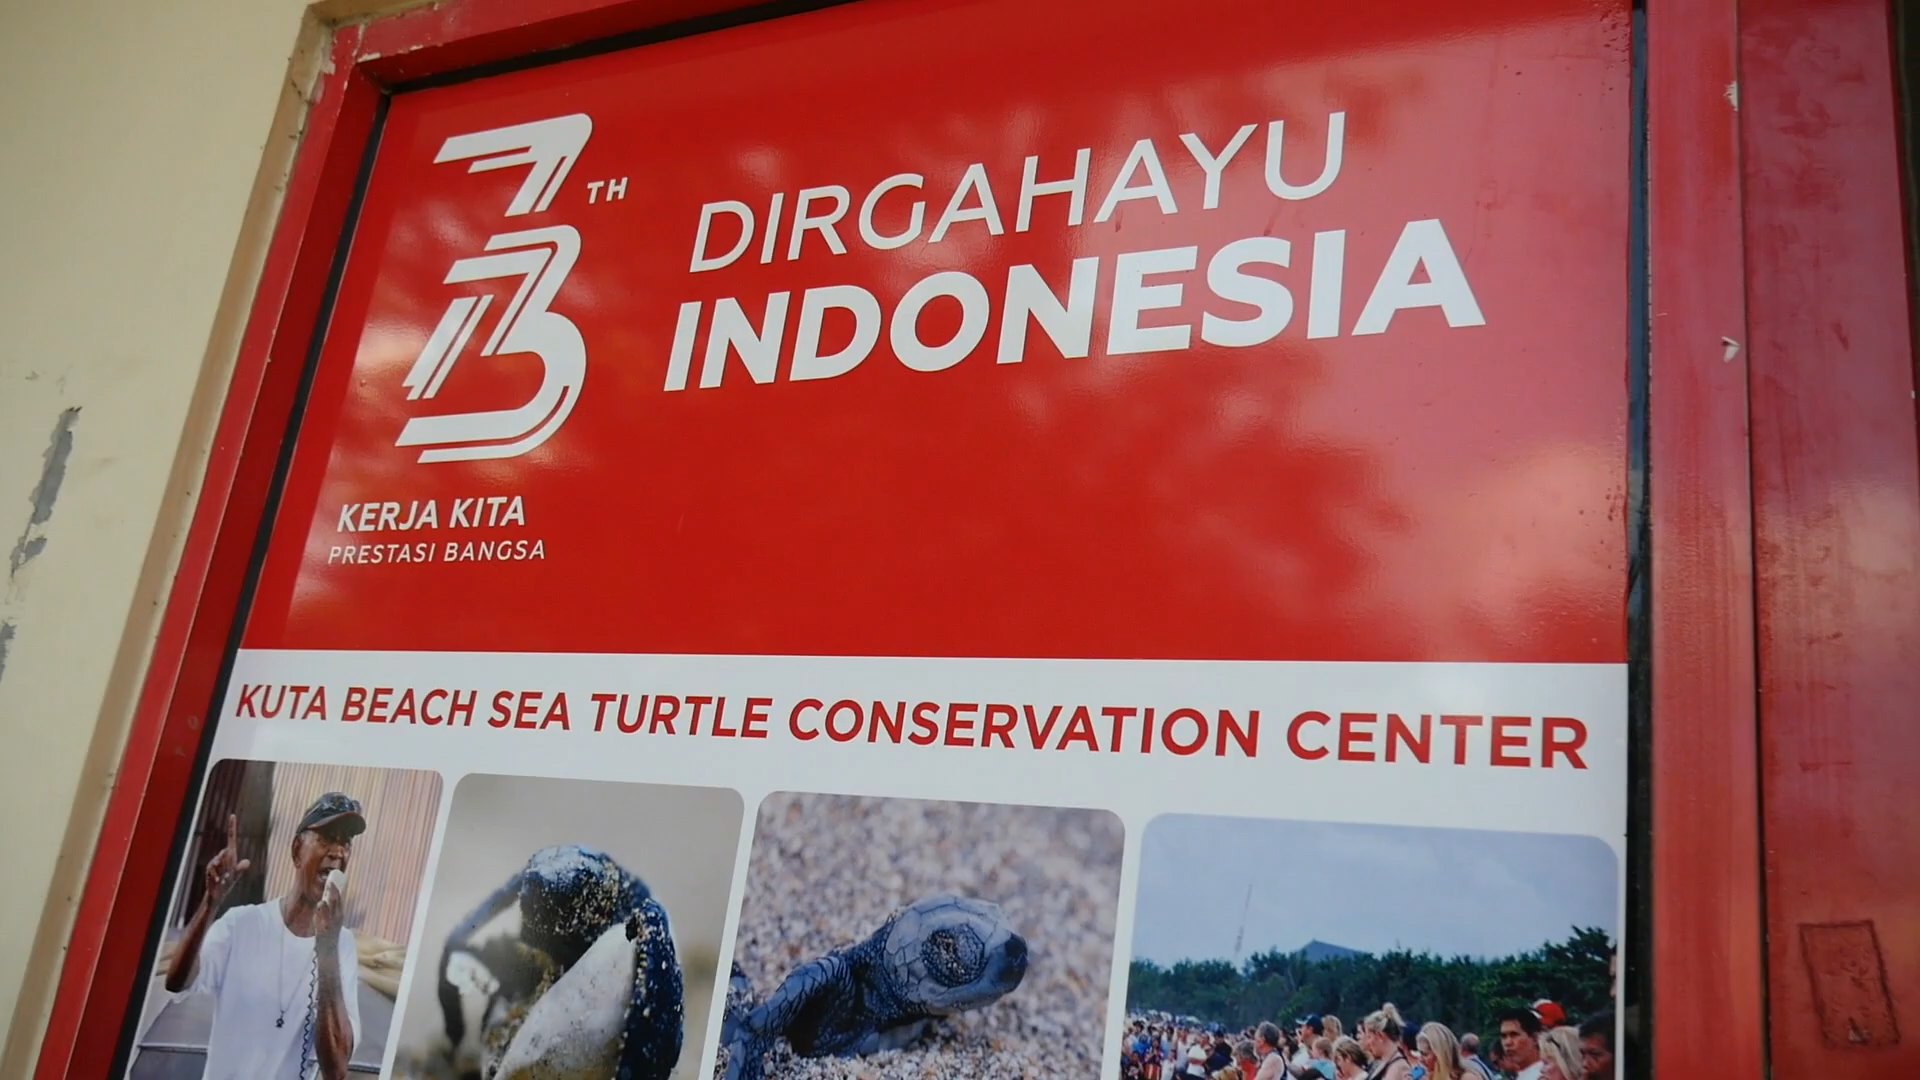 73 TH
DIRGAHAYU
INDONESIA
KERJA KITA
PRESTASI BANGSA
KUTA BEACH SEA TURTLE CONSERVATION CENTER